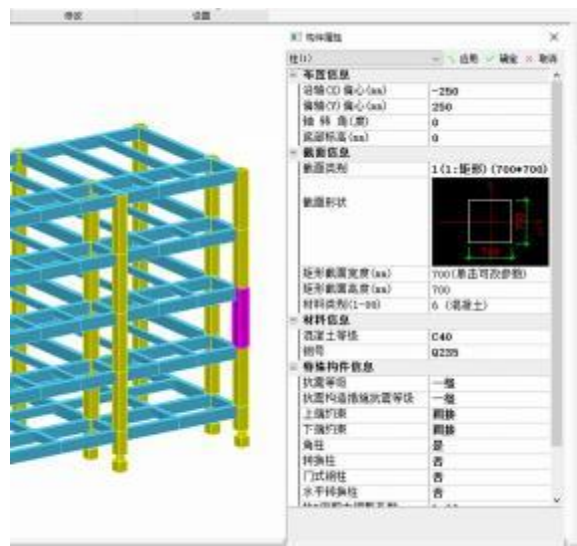 修改 设置
构件属性
柱(1) 应用 确定 取消
布置信息
沿轴(X)偏心(mm) -250
偏轴(Y)偏心(mm) 250
轴 转 角(度) 0
底部标高(mm) 0
截面信息
截面类别 1(1:矩形)(700*700)
截面形状
矩形截面宽度(mm) 700(单击可改参数)
矩形截面高度(mm) 700
材料类别(1-99) 6 (混凝土)
材料信息
混凝土等级 C40
钢号 Q235
特殊构件信息
抗震等级 一级
抗震构造措施抗震等级 一级
上端约束 刚接
下端约束 刚接
角柱 是
转换柱 否
门式钢柱 否
水平转换柱 否